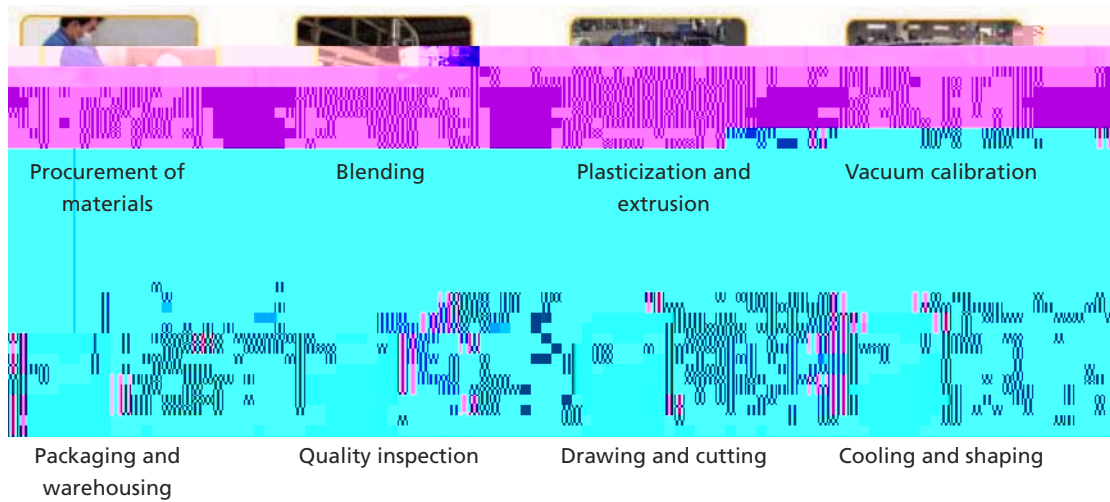 Procurement of
materials
Blending
Plasticization and
extrusion
Vacuum calibration
Packaging and
warehousing
Quality inspection
Drawing and cutting
Cooling and shaping